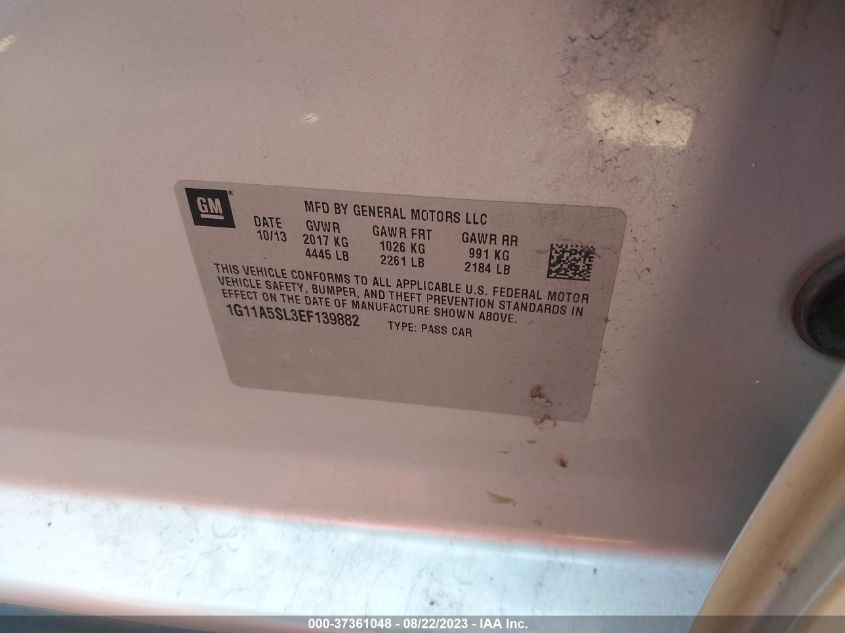 GM
MFD BY GENERAL MOTORS LLC
DATE GVWR GAWR FRT GAWR RR
10/13 2017 KG 1026 KG 991 KG
4445 LB 2261 LB 2184 LB
THIS VEHICLE CONFORMS TO ALL APPLICABLE U.S. FEDERAL MOTOR
VEHICLE SAFETY, BUMPER, AND THEFT PREVENTION STANDARDS IN
EFFECT ON THE DATE OF MANUFACTURE SHOWN ABOVE.
1G11A5SL3EF139882 TYPE: PASS CAR
000-37361048 - 08/22/2023 - IAA Inc.